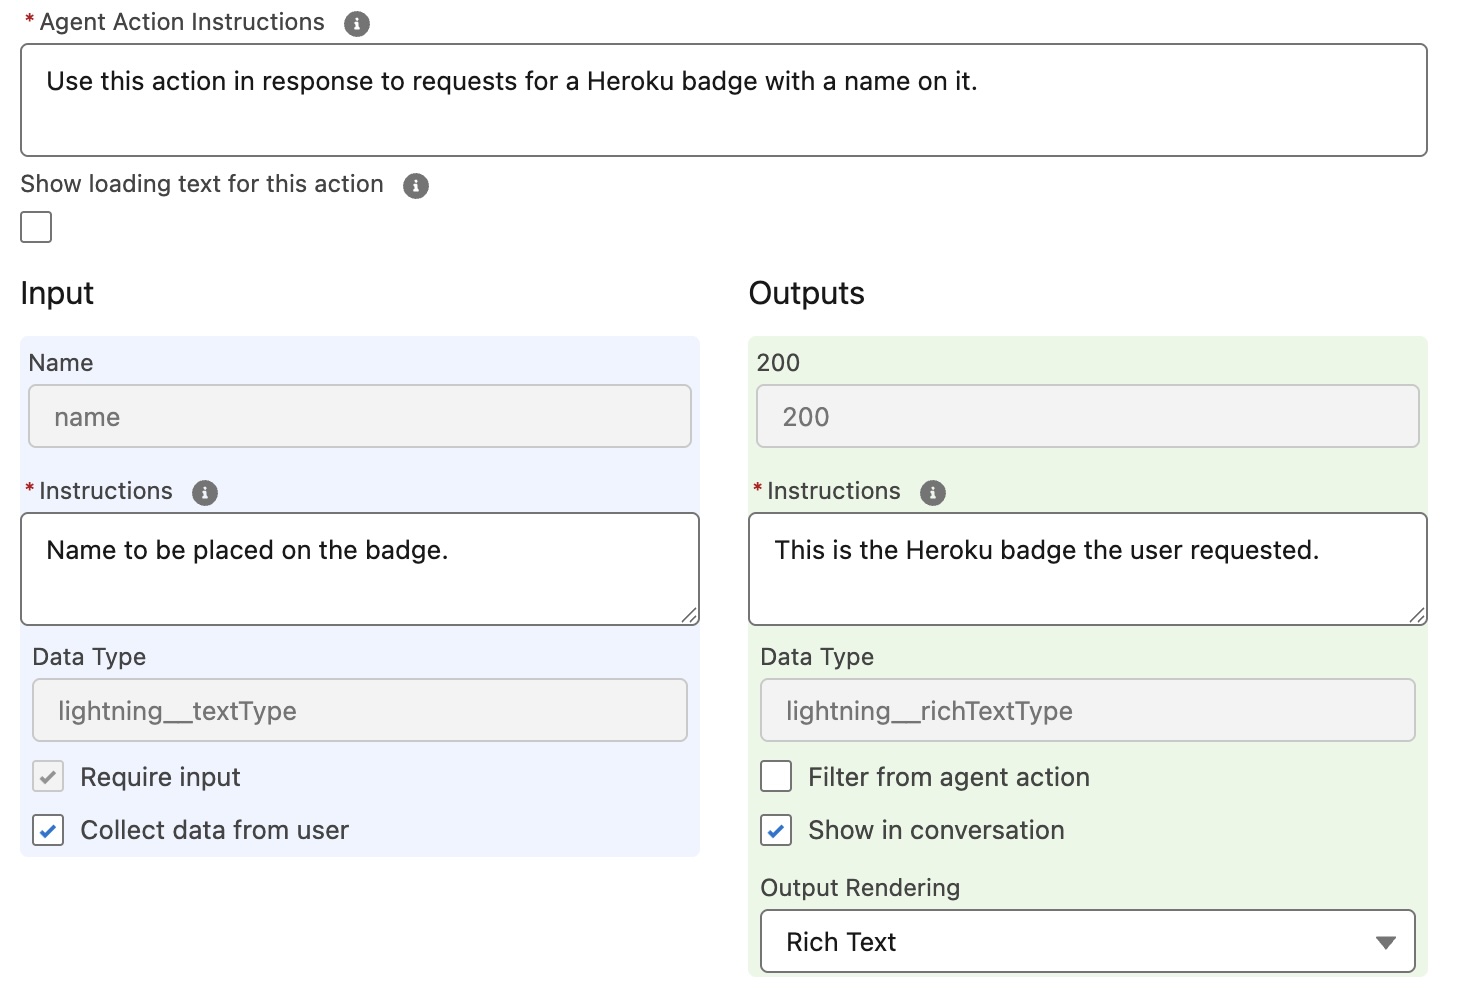 * Agent Action Instructions
Use this action in response to requests for a Heroku badge with a name on it.
Show loading text for this action
Input
Name
name
* Instructions
Name to be placed on the badge.
Data Type
lightning__textType
Require input
Collect data from user
Outputs
200
200
* Instructions
This is the Heroku badge the user requested.
Data Type
lightning__richTextType
Filter from agent action
Show in conversation
Output Rendering
Rich Text